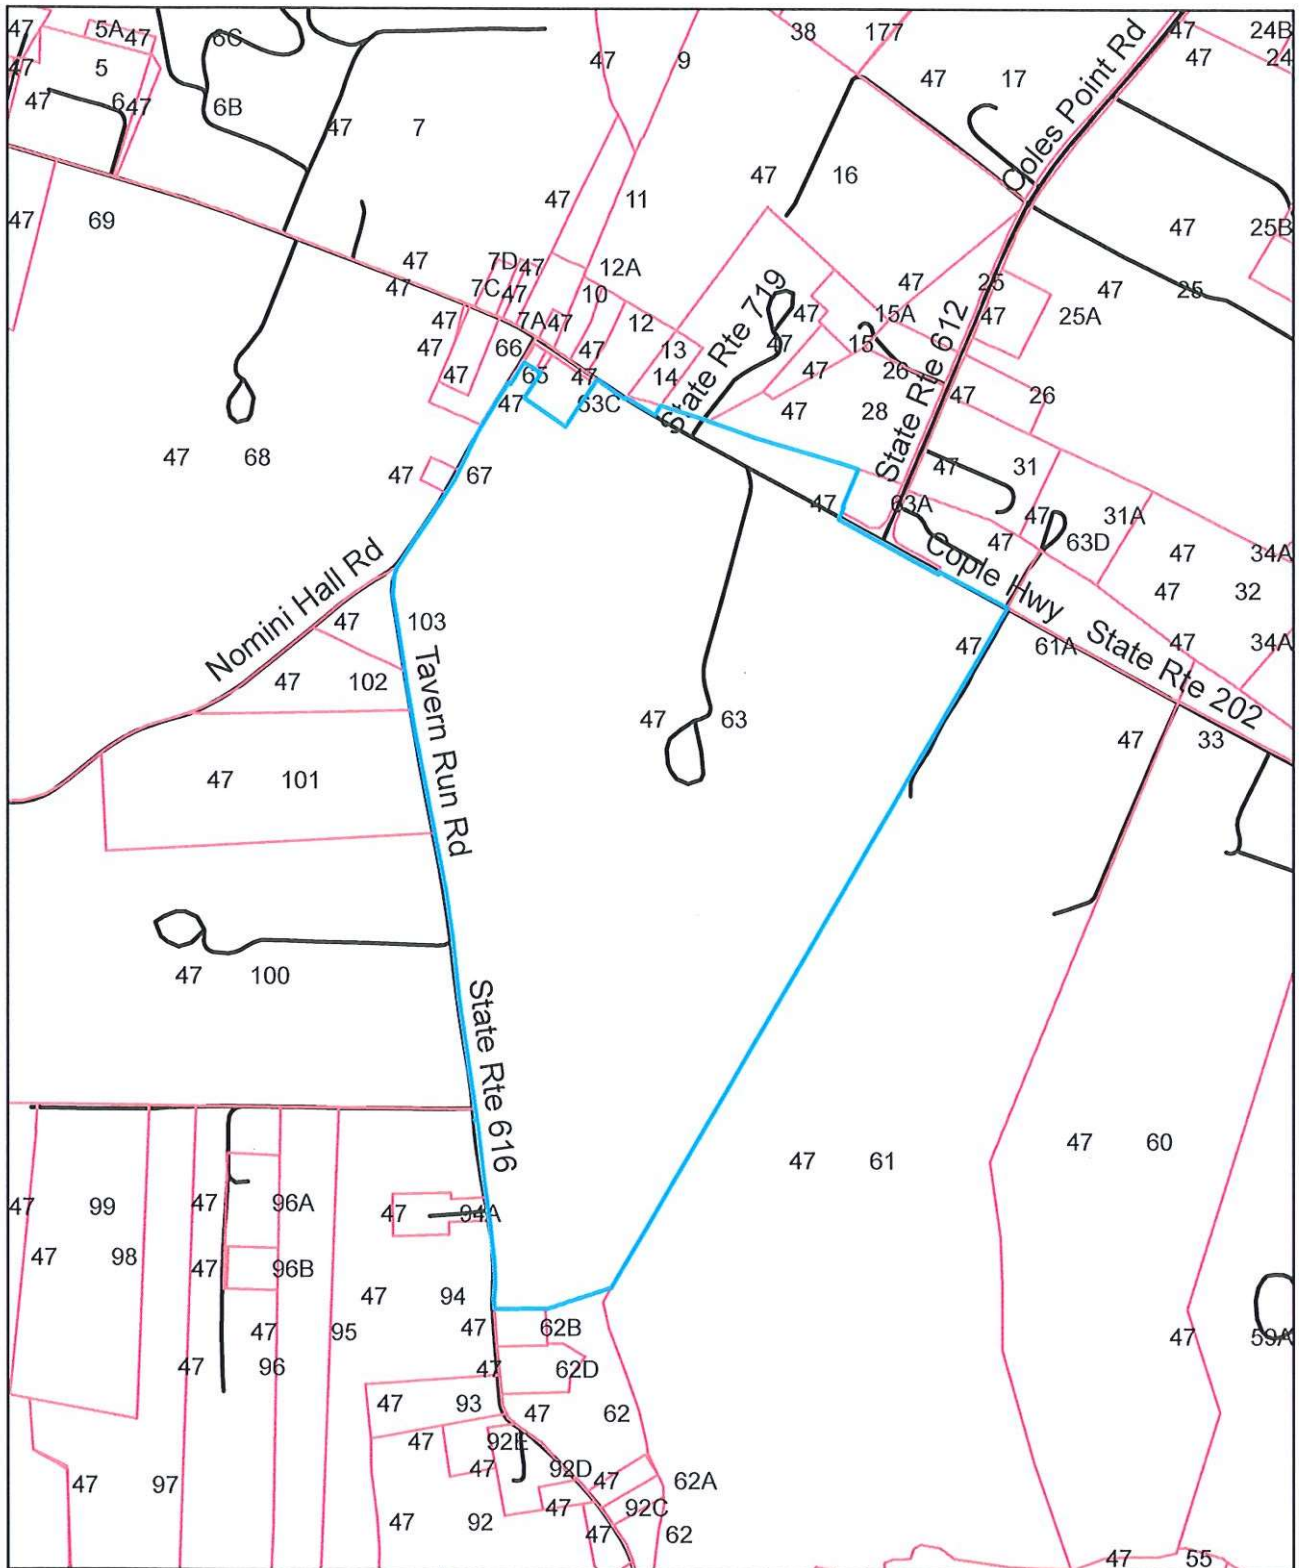 47 5A 47 6C 38 177 47 24B
47 5 47 9 47 17 47 24
47 6 47 6B 47 7
Coles Point Rd
47 16
47 69 47 11 47 25B
47 7D 47 12A 47 25 47 25
47 7C 47 10 State Rte 719 47 15A 47 25A
47 7A 47 12 State Rte 612
47 66 47 13 47 15
47 65 47 14 47 26
47 63C 47 28 47 26
47 68 47 67 47 31
47 63A 47 31A
Cople Hwy 47 63D 47 34A
Nomini Hall Rd 47 32
47 103 47 61A State Rte 202 47 34A
Tavern Run Rd
47 102
47 63 47 33
47 101
47 100
State Rte 616
47 61 47 60
47 99 47 96A 47 94A
47 98 47 96B
47 94
47 95 47 62B 47 59A
47 96 47 62D
47 93 47 62
47 92E
47 97 47 92D 47 62A
47 92 47 92C
47 62
47 55